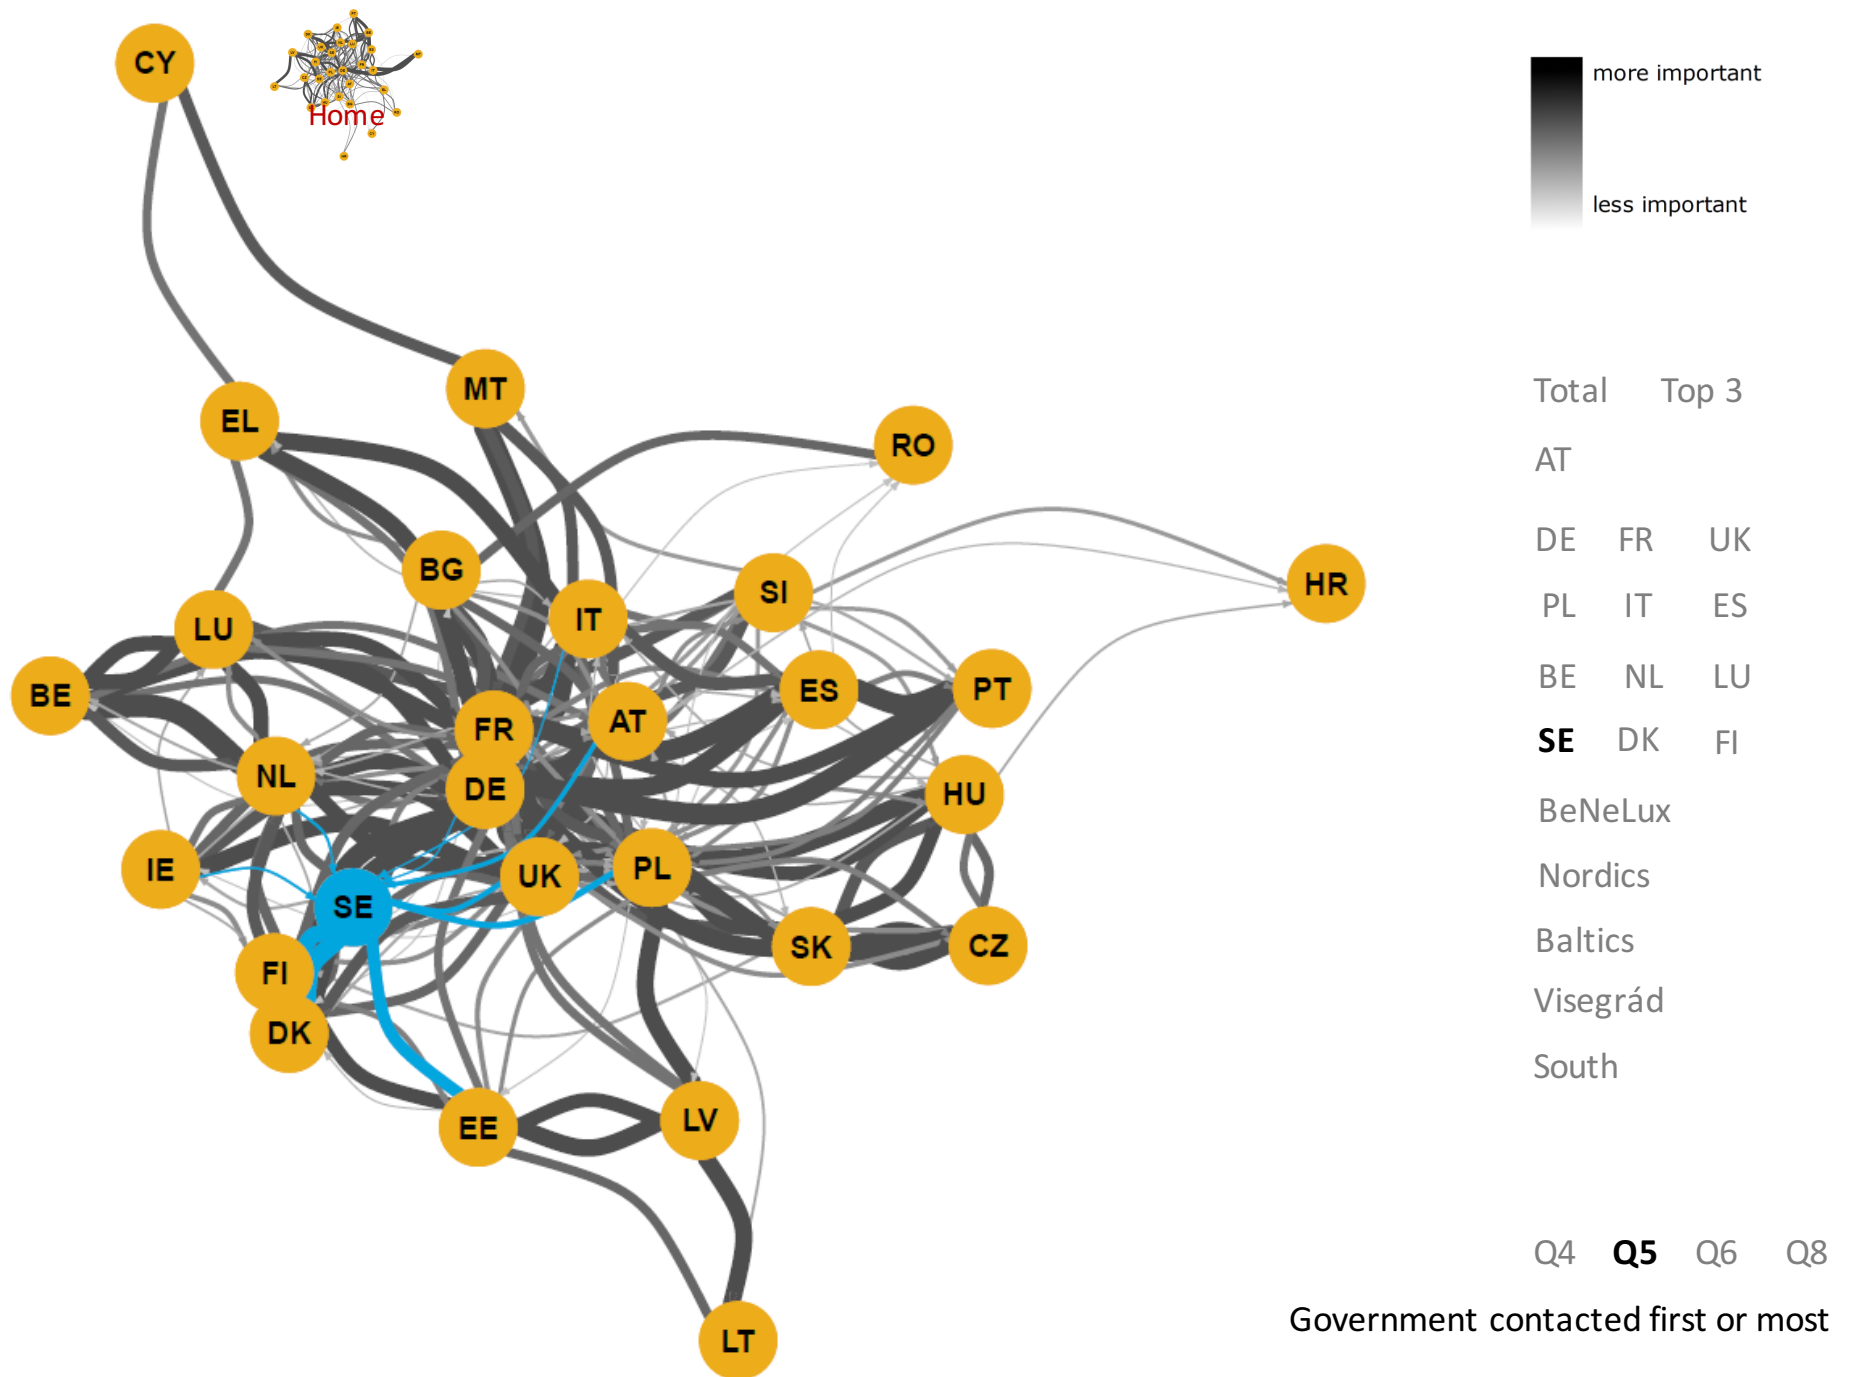 CY
Home
more important
less important
MT
Total Top 3
EL
RO
AT
BG
DE FR UK
SI
HR
IT
PL IT ES
LU
BE
ES
PT
BE NL LU
FR
AT
SE DK FI
NL
DE
HU
BeNeLux
IE
UK
PL
Nordics
SE
SK
CZ
Baltics
FI
Visegrád
DK
South
EE
LV
Q4 Q5 Q6 Q8
Government contacted first or most
LT